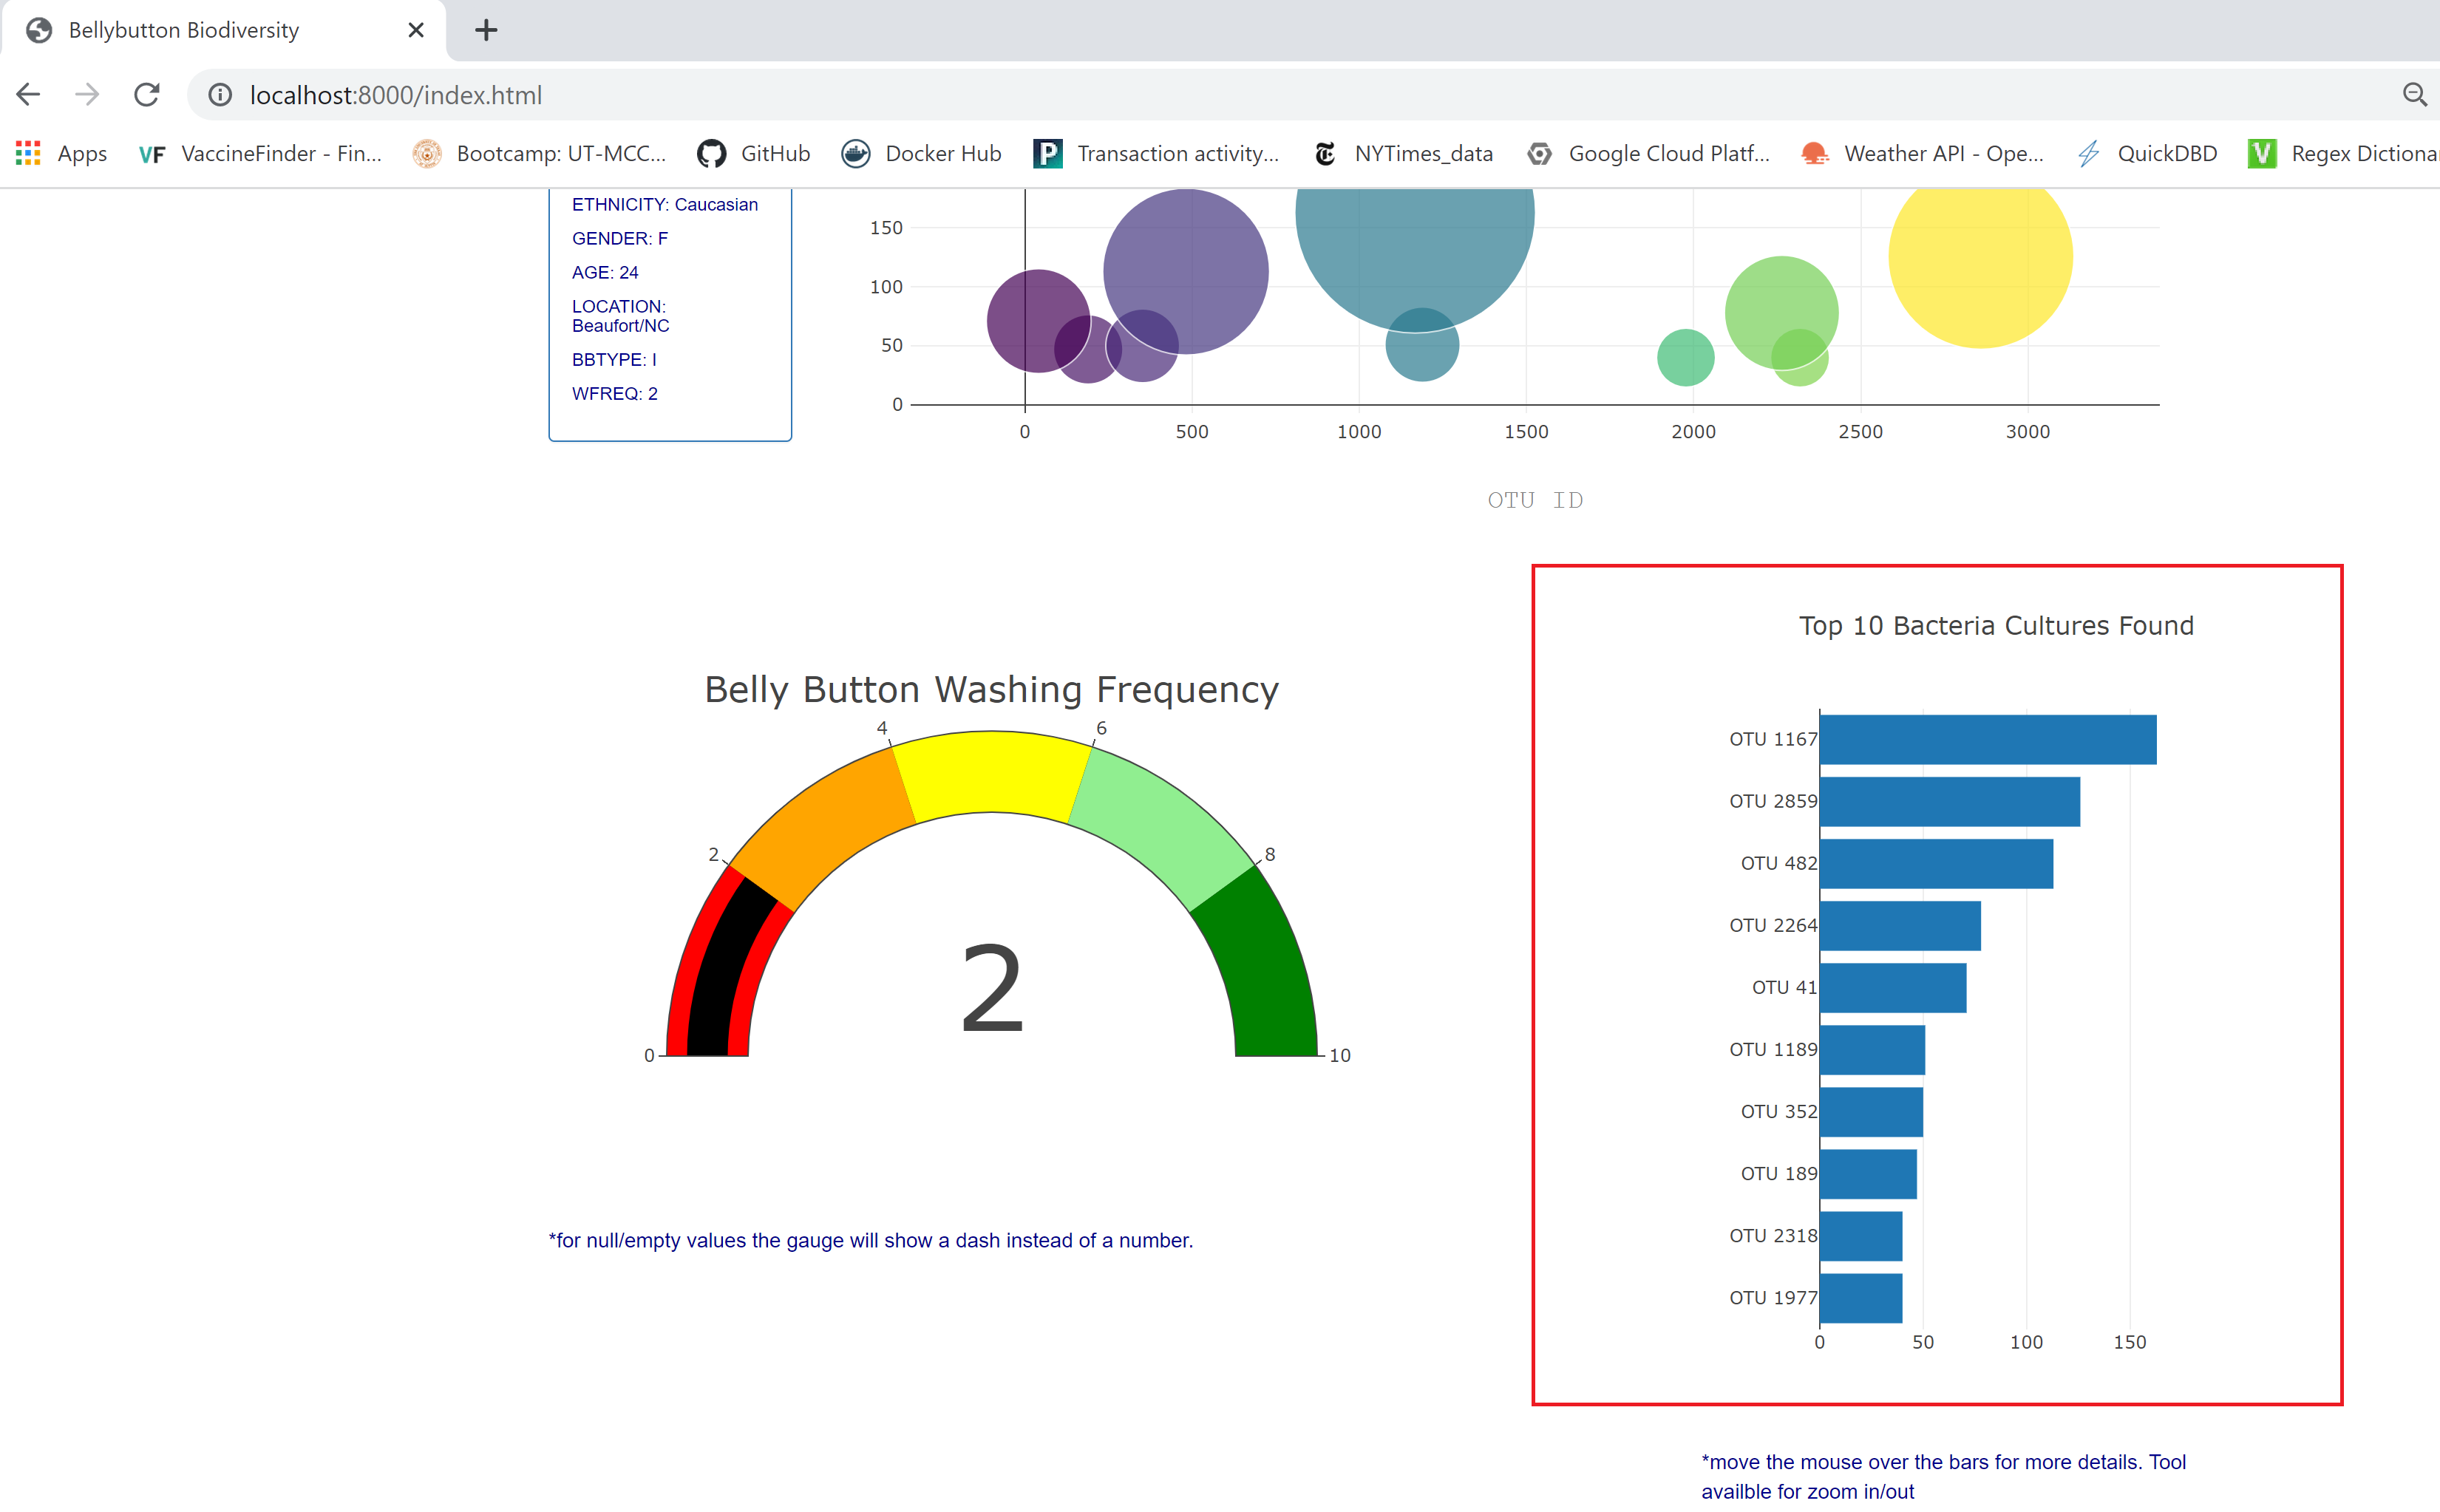 Bellybutton Biodiversity
localhost:8000/index.html
Apps VF VaccineFinder - Fin... Bootcamp: UT-MCC... GitHub Docker Hub P Transaction activity... NYTimes_data Google Cloud Platf... Weather API - Ope... QuickDBD V Regex Dictiona
ETHNICITY: Caucasian
GENDER: F
AGE: 24
LOCATION:
Beaufort/NC
BBTYPE: I
WFREQ: 2
150
100
50
0
0 500 1000 1500 2000 2500 3000
OTU ID
Belly Button Washing Frequency
0
2
4
6
8
10
2
*for null/empty values the gauge will show a dash instead of a number.
Top 10 Bacteria Cultures Found
OTU 1167
OTU 2859
OTU 482
OTU 2264
OTU 41
OTU 1189
OTU 352
OTU 189
OTU 2318
OTU 1977
0 50 100 150
*move the mouse over the bars for more details. Tool
availble for zoom in/out